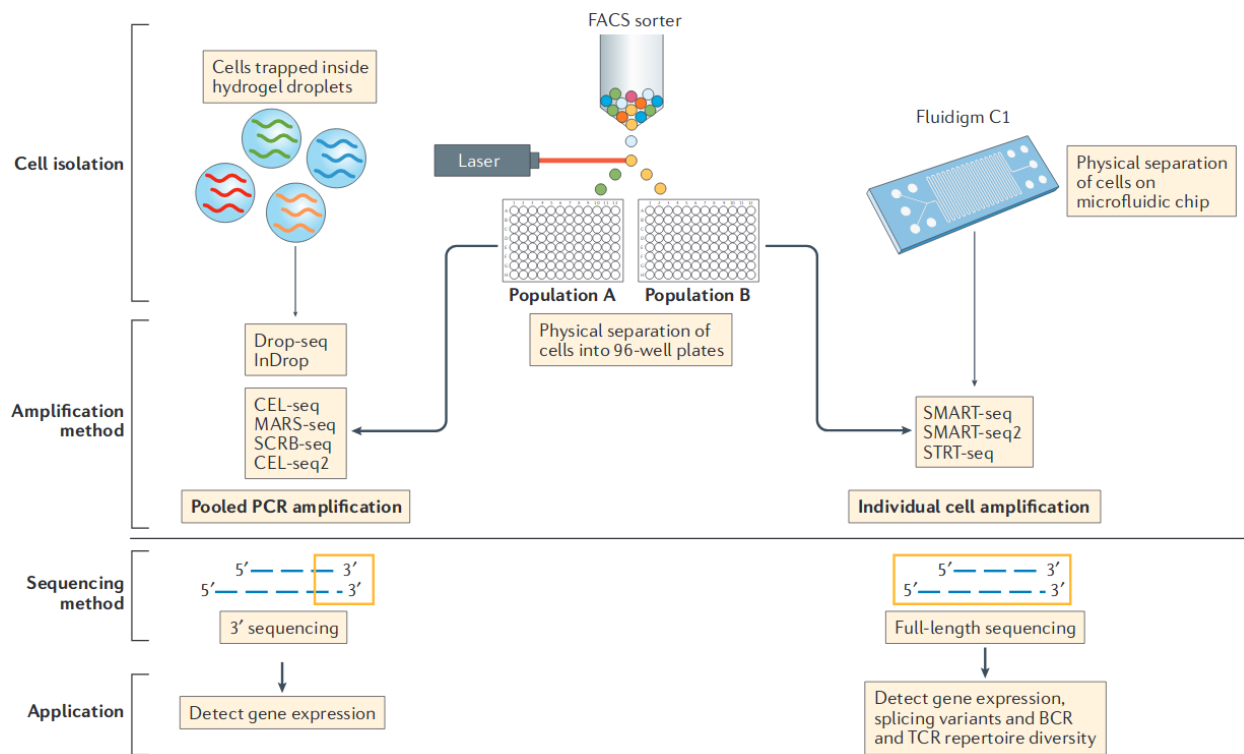 FACS sorter
Cells trapped inside
hydrogel droplets
Fluidigm C1
Cell isolation
Laser
Physical separation
of cells on
microfluidic chip
Population A
Population B
Physical separation of
cells into 96-well plates
Amplification
method
Drop-seq
InDrop
CEL-seq
MARS-seq
SCRB-seq
CEL-seq2
SMART-seq
SMART-seq2
STRT-seq
Pooled PCR amplification
Individual cell amplification
Sequencing
method
5′ 3′
5′ 3′
3′ sequencing
5′ 3′
5′ 3′
Full-length sequencing
Application
Detect gene expression
Detect gene expression,
splicing variants and BCR
and TCR repertoire diversity